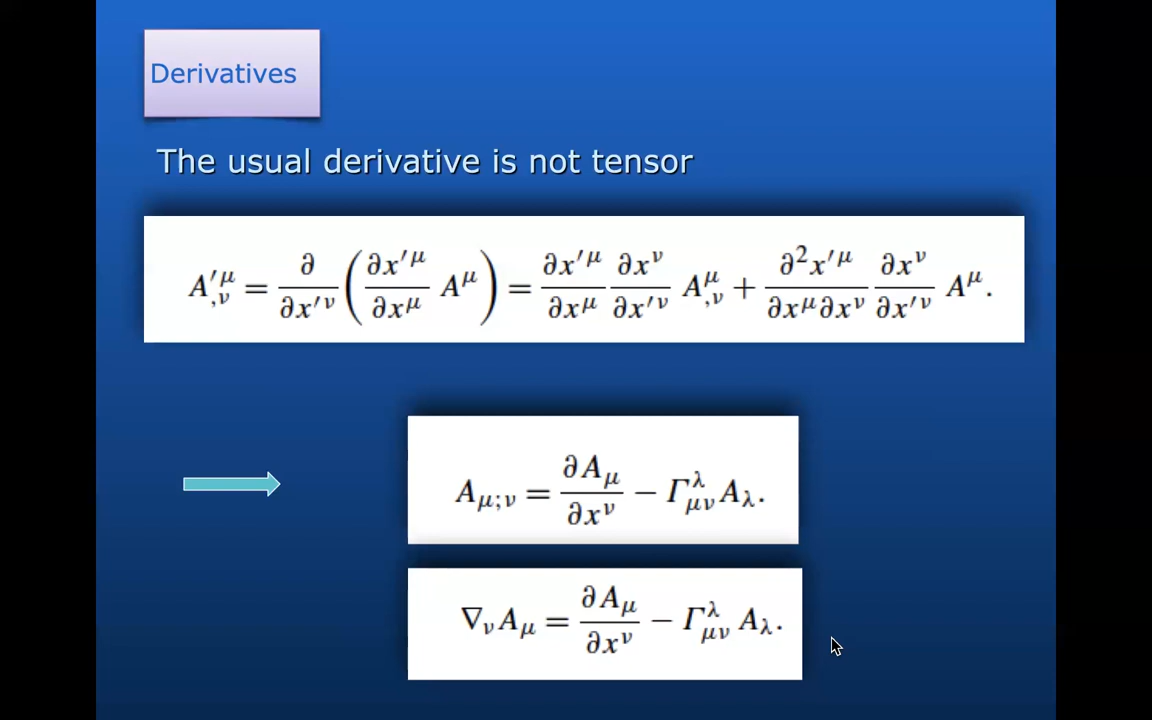 Derivatives
The usual derivative is not tensor
A′^μ_{,ν} = ∂/∂x′^ν (∂x′^μ/∂x^μ A^μ) = ∂x′^μ/∂x^μ ∂x^ν/∂x′^ν A^μ_{,ν} + ∂²x′^μ/∂x^μ∂x^ν ∂x^ν/∂x′^ν A^μ.
A_{μ;ν} = ∂A_μ/∂x^ν − Γ^λ_{μν} A_λ.
∇_ν A_μ = ∂A_μ/∂x^ν − Γ^λ_{μν} A_λ.